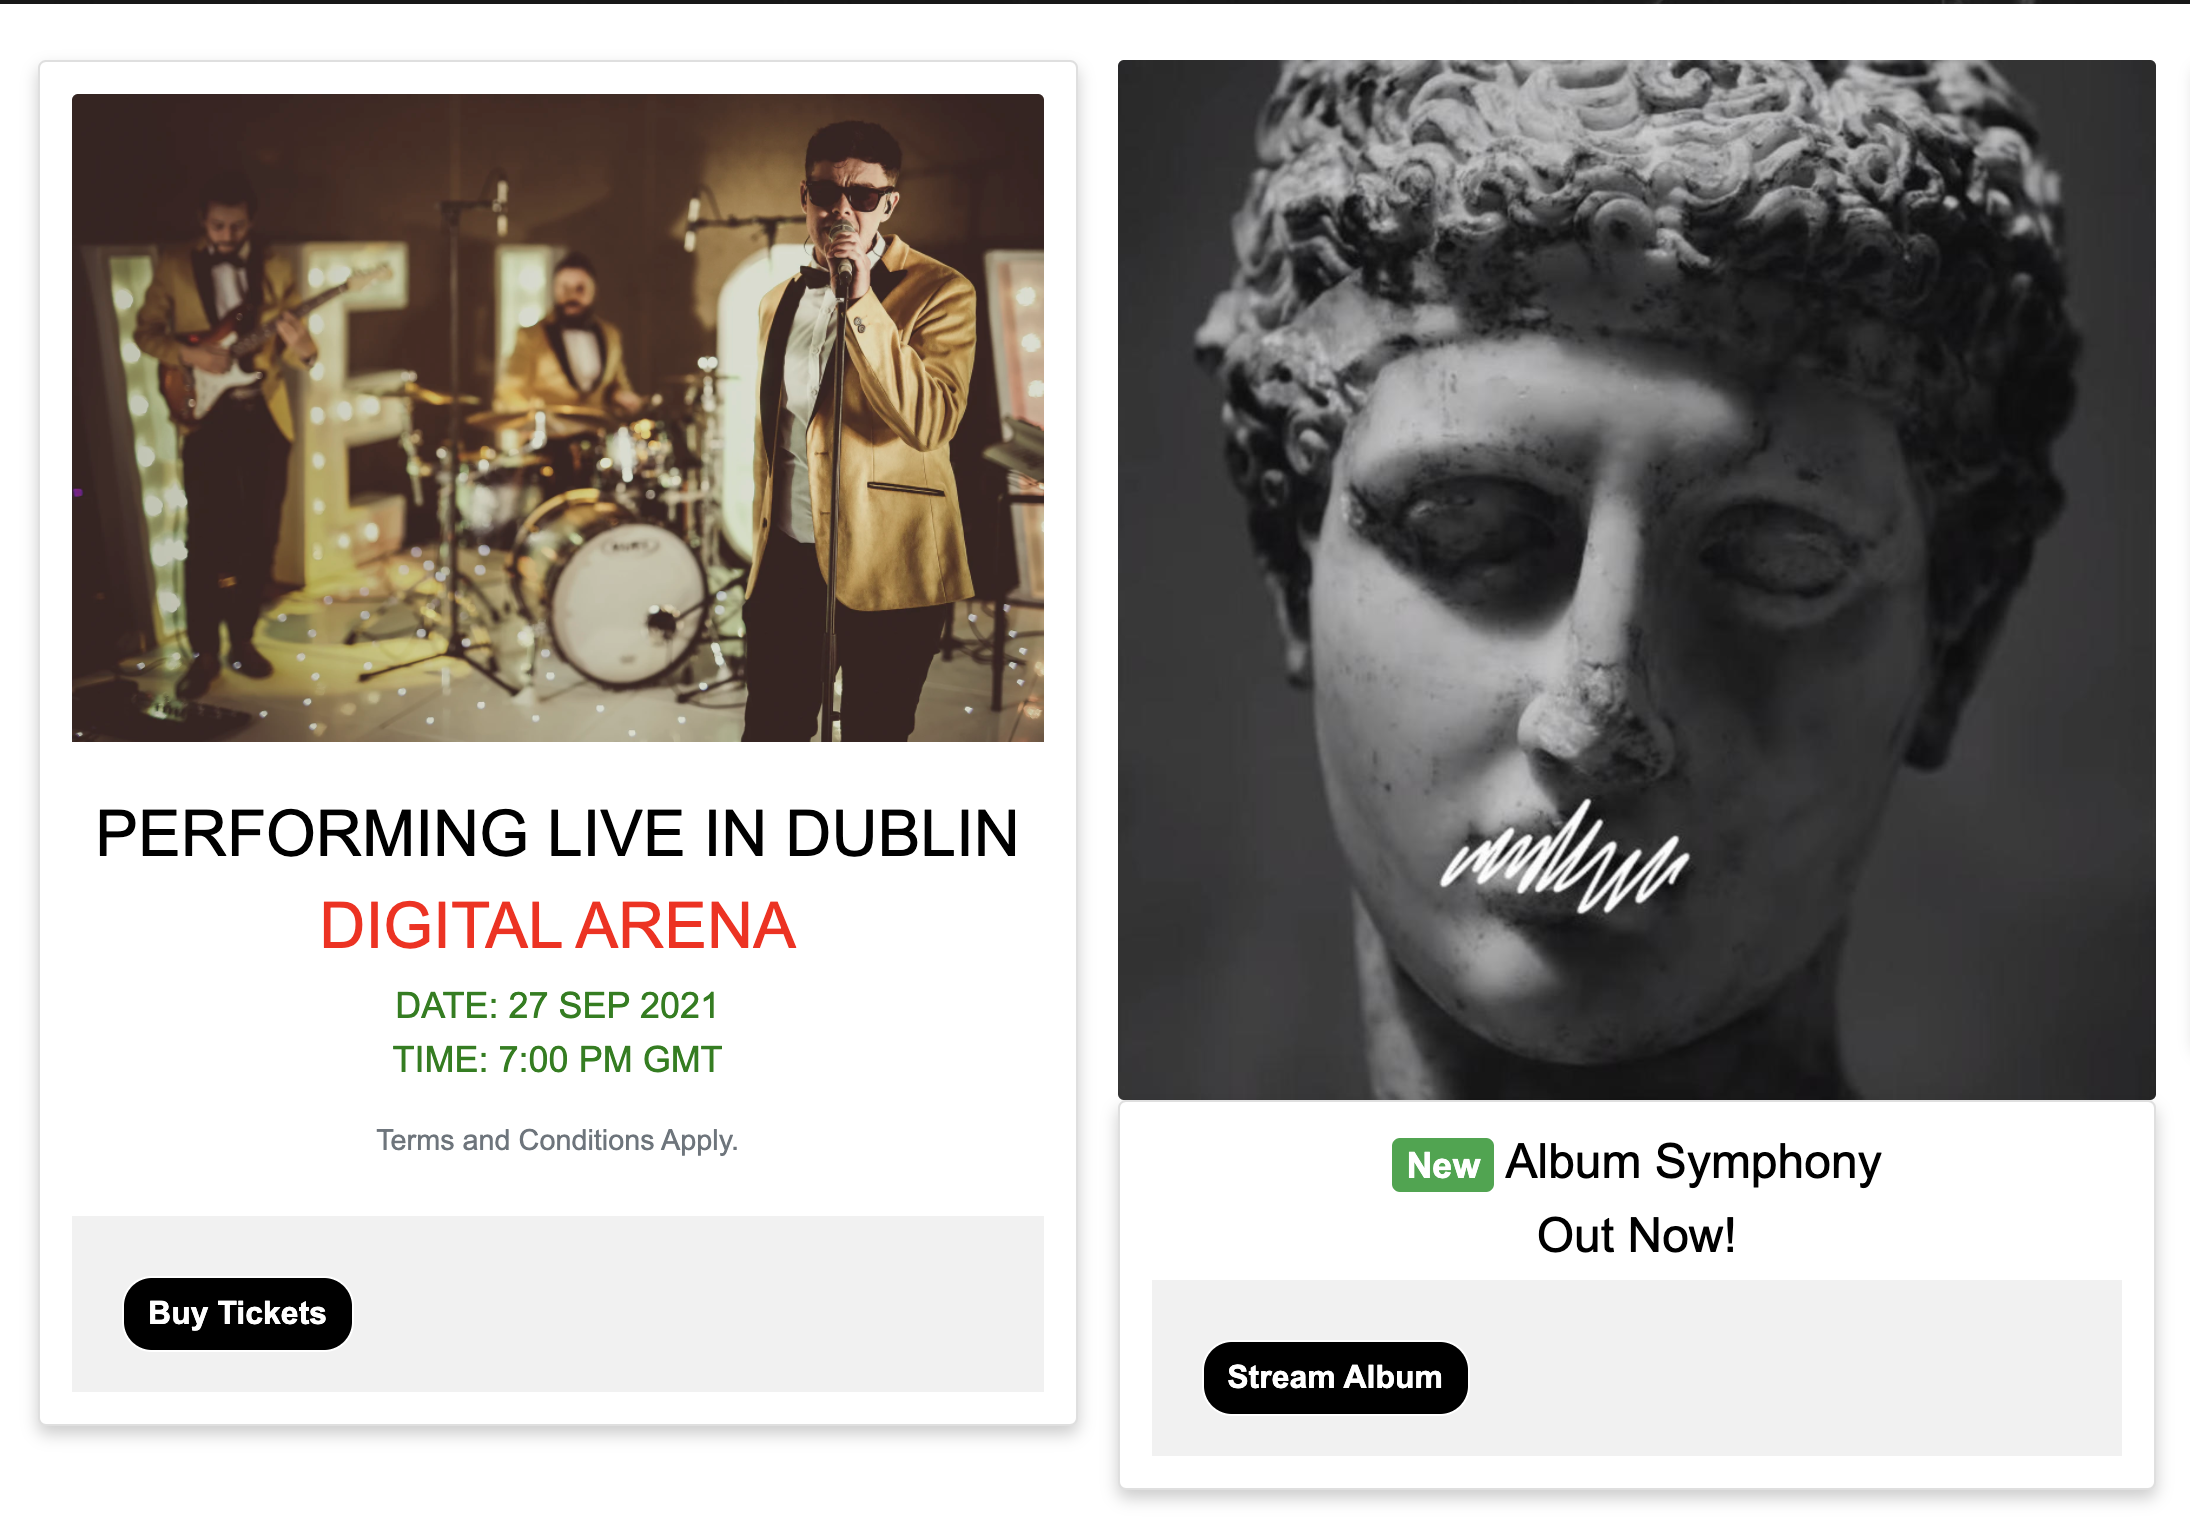 PERFORMING LIVE IN DUBLIN
DIGITAL ARENA
DATE: 27 SEP 2021
TIME: 7:00 PM GMT
Terms and Conditions Apply.
Buy Tickets
New Album Symphony
Out Now!
Stream Album